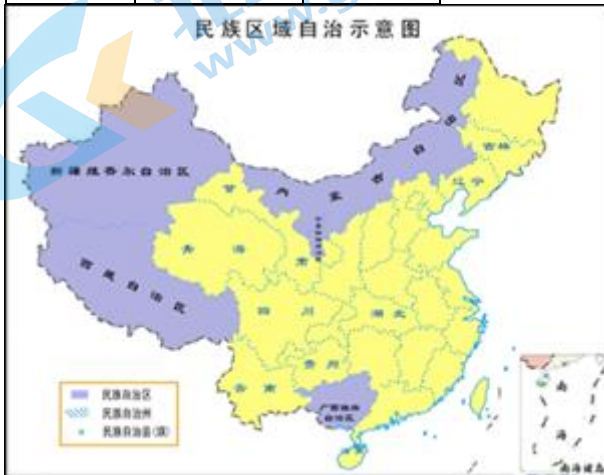 民族区域自治示意图
内蒙古自治区
吉林
辽宁
新疆维吾尔自治区
甘
肃
青海
西藏自治区
四川
湖北
贵州
云南
广西壮族
自治区
民族自治区
民族自治州
民族自治县(旗)
南
海
南海诸岛
www.g